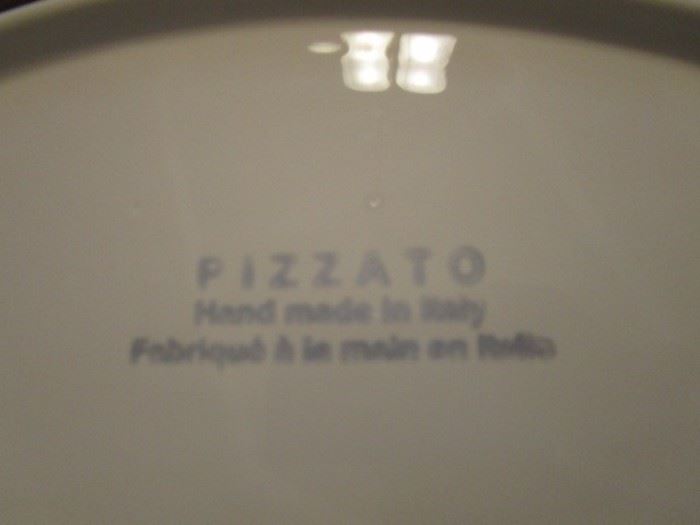 PIZZATO
Hand made in Italy
Fabriqué à la main en Italie